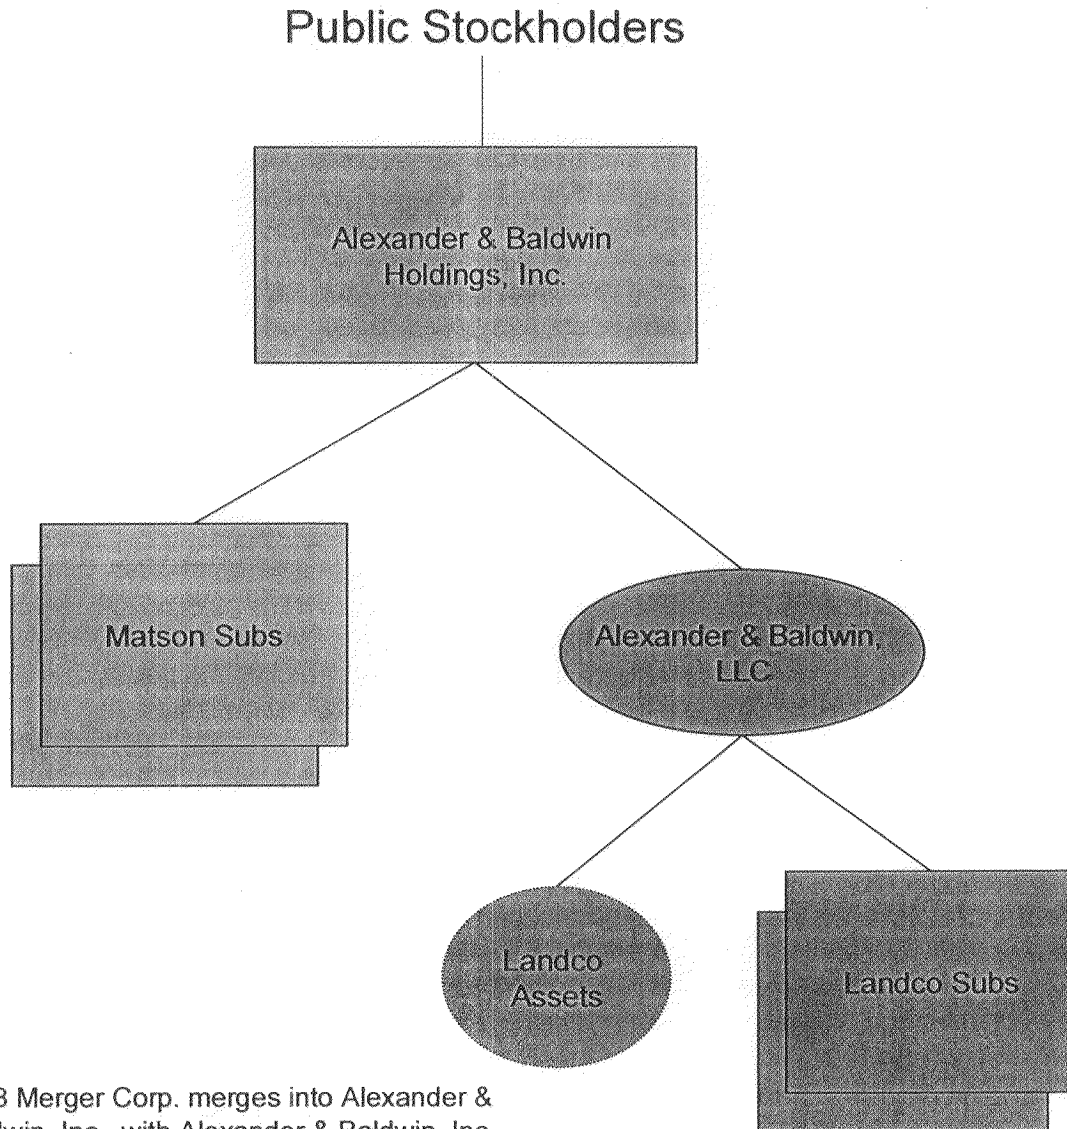 Public Stockholders
Alexander & Baldwin
Holdings, Inc.
Matson Subs
Alexander & Baldwin,
LLC
Landco
Assets
Landco Subs
Merger Corp. merges into Alexander &
Inc., with Alexander & Baldwin, Inc.